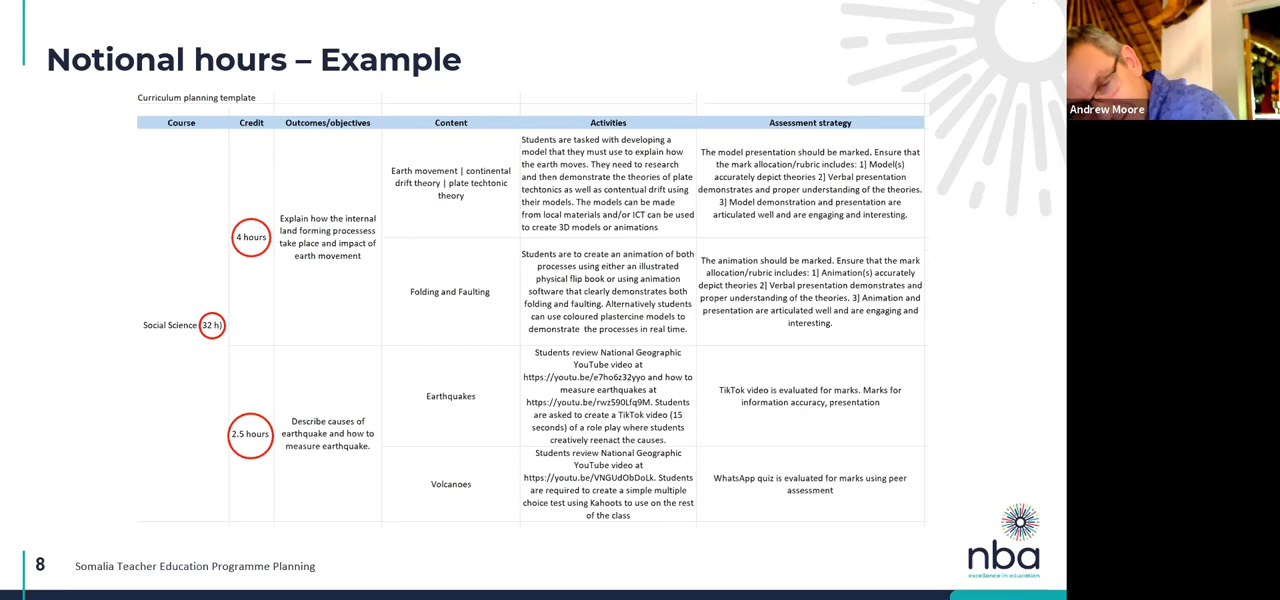 Notional hours – Example
Andrew Moore
Curriculum planning template
Course
Credit
Outcomes/objectives
Content
Activities
Assessment strategy
Social Science (32 h)
4 hours
Explain how the internal
land forming processess
take place and impact of
earth movement
Earth movement | continental
drift theory | plate techtonic
theory
Students are tasked with developing a
model that they must use to explain how
the earth moves. They need to research
and then demonstrate the theories of plate
techtonics as well as contentual drift using
their models. The models can be made
from local materials and/or ICT can be used
to create 3D models or animations
The model presentation should be marked. Ensure that
the mark allocation/rubric includes: 1] Model(s)
accurately depict theories 2] Verbal presentation
demonstrates and proper understanding of the theories.
3] Model demonstration and presentation are
articulated well and are engaging and interesting.
Folding and Faulting
Students are to create an animation of both
processes using either an illustrated
physical flip book or using animation
software that clearly demonstrates both
folding and faulting. Alternatively students
can use coloured plastercine models to
demonstrate the processes in real time.
The animation should be marked. Ensure that the mark
allocation/rubric includes: 1] Animation(s) accurately
depict theories 2] Verbal presentation demonstrates and
proper understanding of the theories. 3] Animation and
presentation are articulated well and are engaging and
interesting.
2.5 hours
Describe causes of
earthquake and how to
measure earthquake.
Earthquakes
Students review National Geographic
YouTube video at
https://youtu.be/e7ho6z32yyo and how to
measure earthquakes at
https://youtu.be/rwz590Lfq9M. Students
are asked to create a TikTok video (15
seconds) of a role play where students
creatively reenact the causes.
TikTok video is evaluated for marks. Marks for
information accuracy, presentation
Volcanoes
Students review National Geographic
YouTube video at
https://youtu.be/VNGUdObDoLk. Students
are required to create a simple multiple
choice test using Kahoots to use on the rest
of the class
WhatsApp quiz is evaluated for marks using peer
assessment
8
Somalia Teacher Education Programme Planning
nba
excellence in education